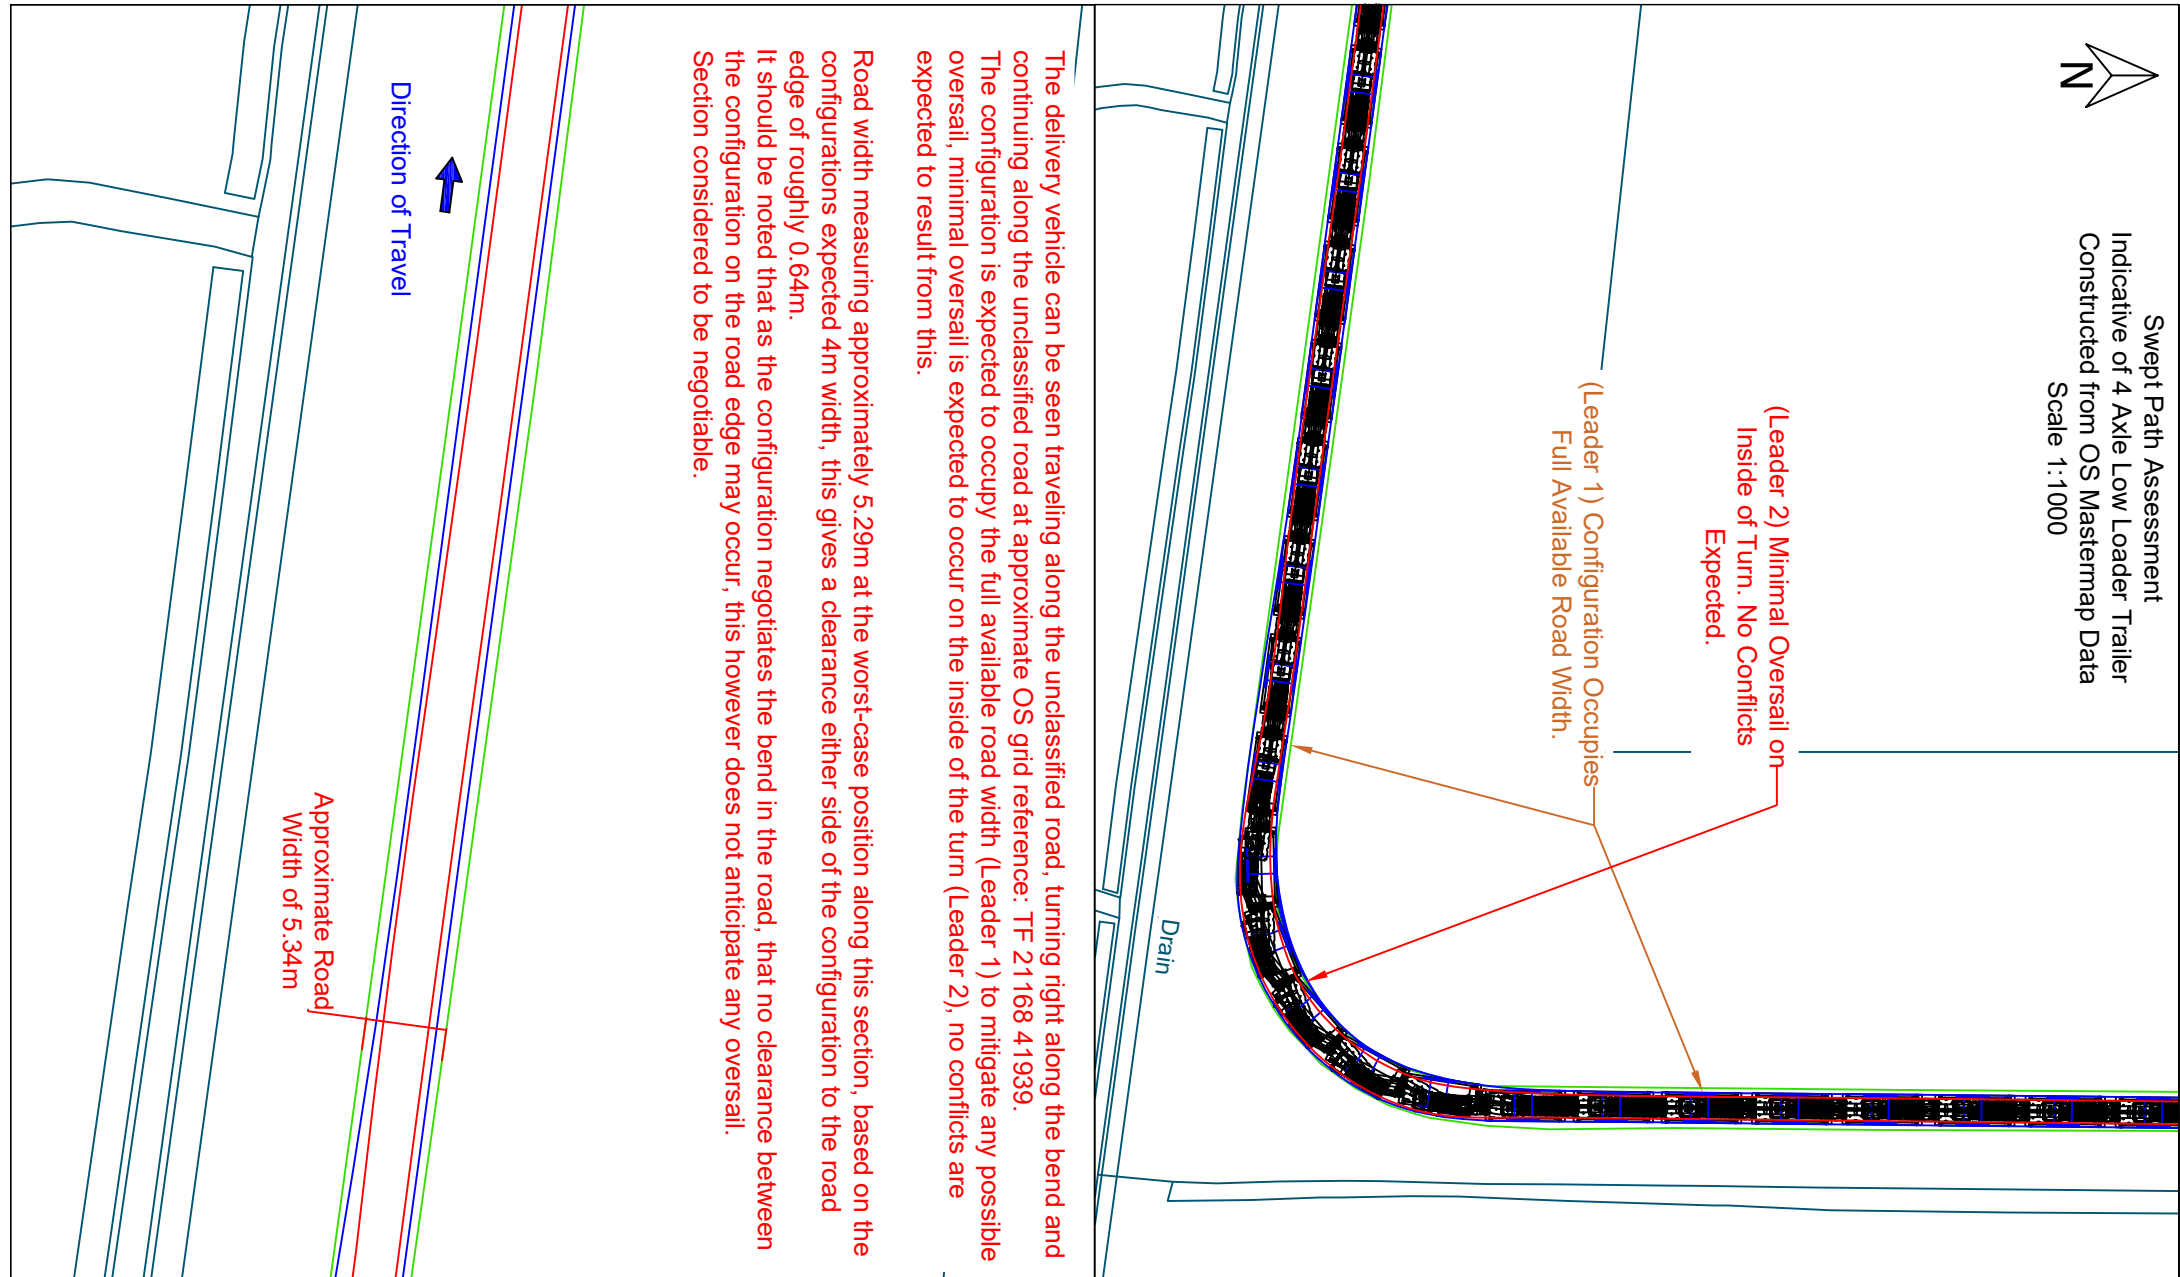 N
Swept Path Assessment
Indicative of 4 Axle Low Loader Trailer
Constructed from OS Mastermap Data
Scale 1:1000
(Leader 2) Minimal Oversail on
Inside of Turn. No Conflicts
Expected.
(Leader 1) Configuration Occupies
Full Available Road Width.
Drain
The delivery vehicle can be seen traveling along the unclassified road, turning right along the bend and
continuing along the unclassified road at approximate OS grid reference: TF 21168 41939.
The configuration is expected to occupy the full available road width (Leader 1) to mitigate any possible
oversail, minimal oversail is expected to occur on the inside of the turn (Leader 2), no conflicts are
expected to result from this.
Road width measuring approximately 5.29m at the worst-case position along this section, based on the
configurations expected 4m width, this gives a clearance either side of the configuration to the road
edge of roughly 0.64m.
It should be noted that as the configuration negotiates the bend in the road, that no clearance between
the configuration on the road edge may occur, this however does not anticipate any oversail.
Section considered to be negotiable.
Direction of Travel
Approximate Road
Width of 5.34m